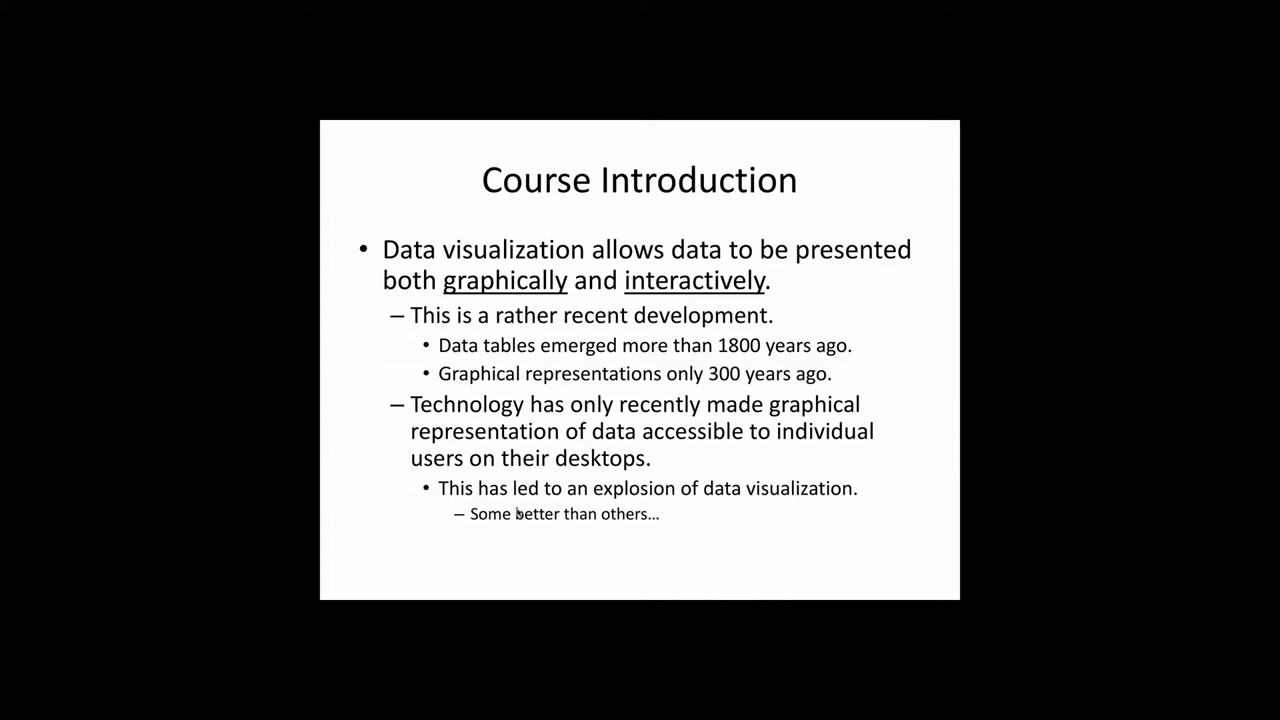 Course Introduction
• Data visualization allows data to be presented
both graphically and interactively.
– This is a rather recent development.
• Data tables emerged more than 1800 years ago.
• Graphical representations only 300 years ago.
– Technology has only recently made graphical
representation of data accessible to individual
users on their desktops.
• This has led to an explosion of data visualization.
– Some better than others…